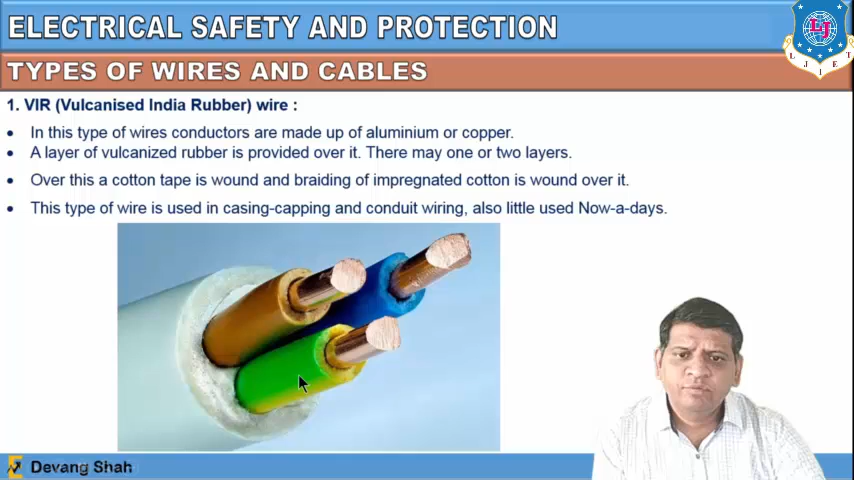 ELECTRICAL SAFETY AND PROTECTION
TYPES OF WIRES AND CABLES
1. VIR (Vulcanised India Rubber) wire :
• In this type of wires conductors are made up of aluminium or copper.
• A layer of vulcanized rubber is provided over it. There may one or two layers.
• Over this a cotton tape is wound and braiding of impregnated cotton is wound over it.
• This type of wire is used in casing-capping and conduit wiring, also little used Now-a-days.
LJ
L J I E T
Devang Shah